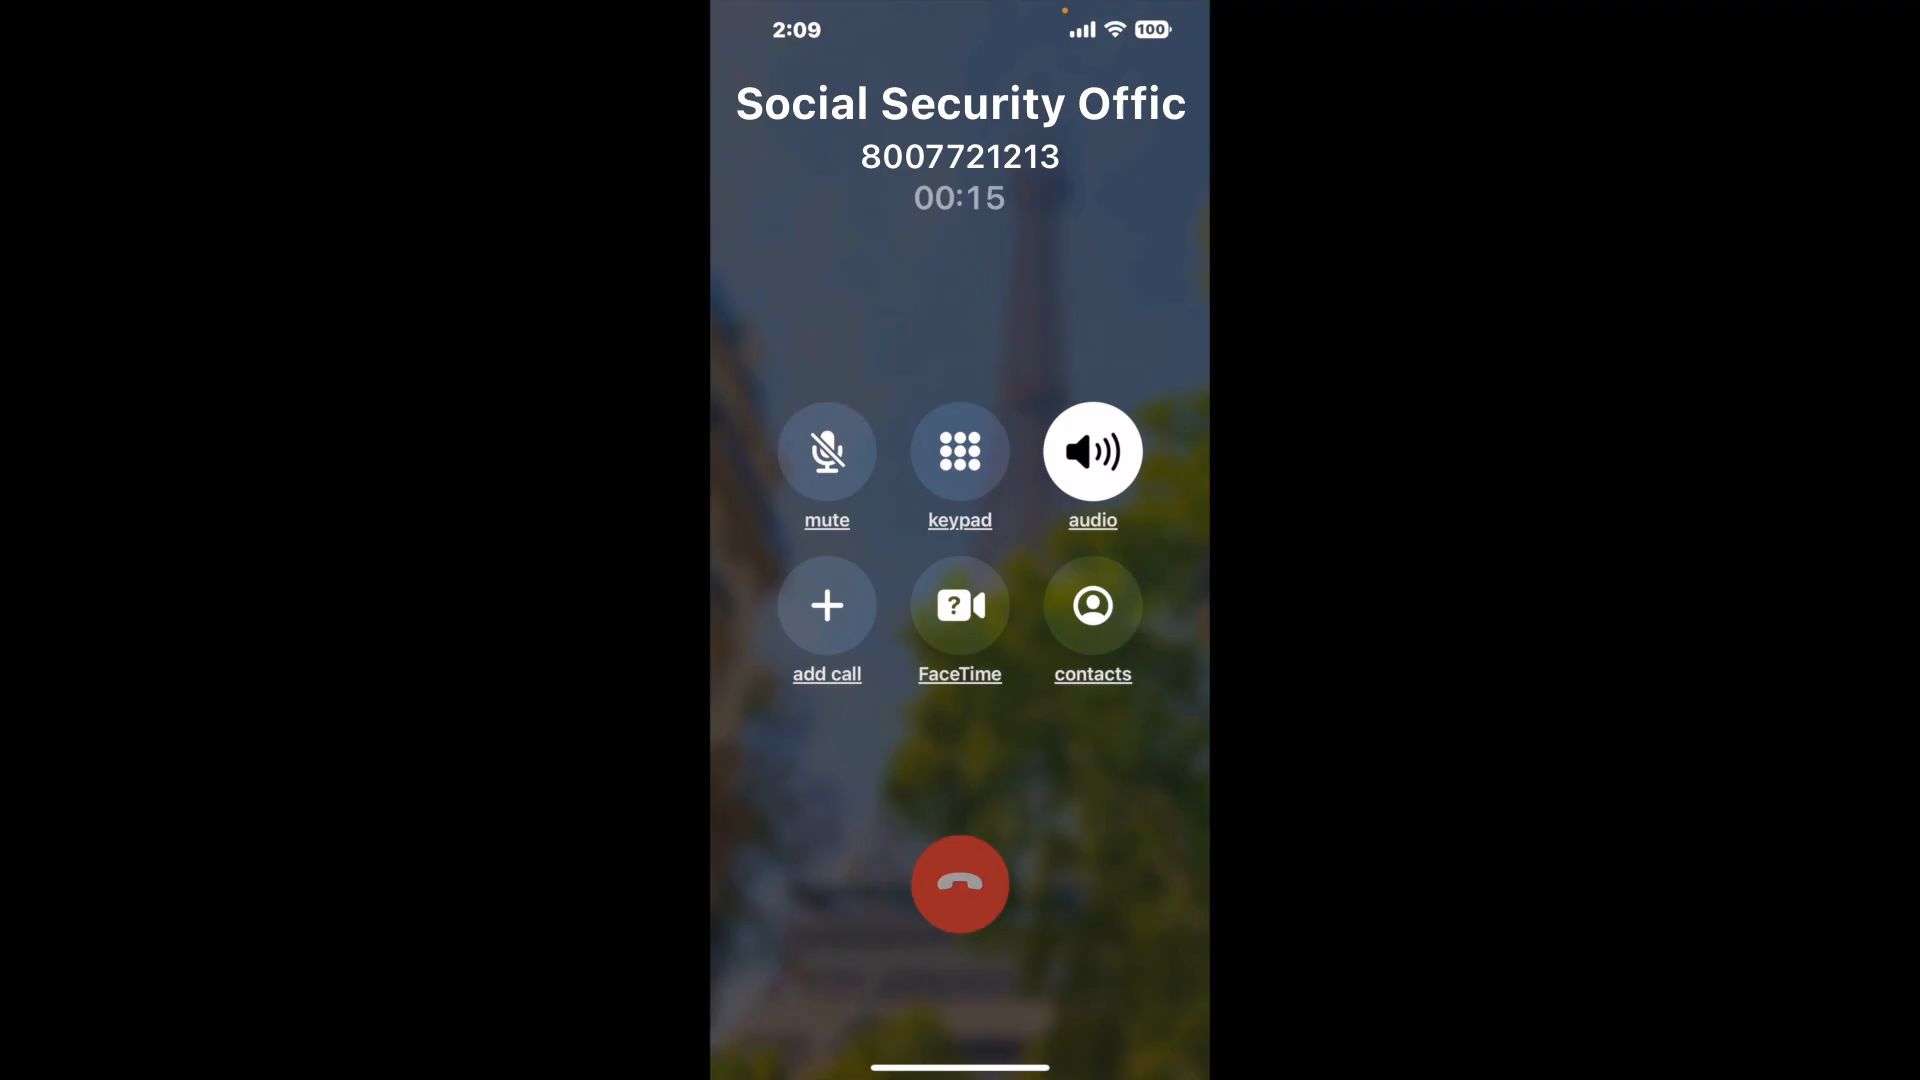 2:09
100
Social Security Offic
8007721213
00:15
mute
keypad
audio
?
add call
FaceTime
contacts